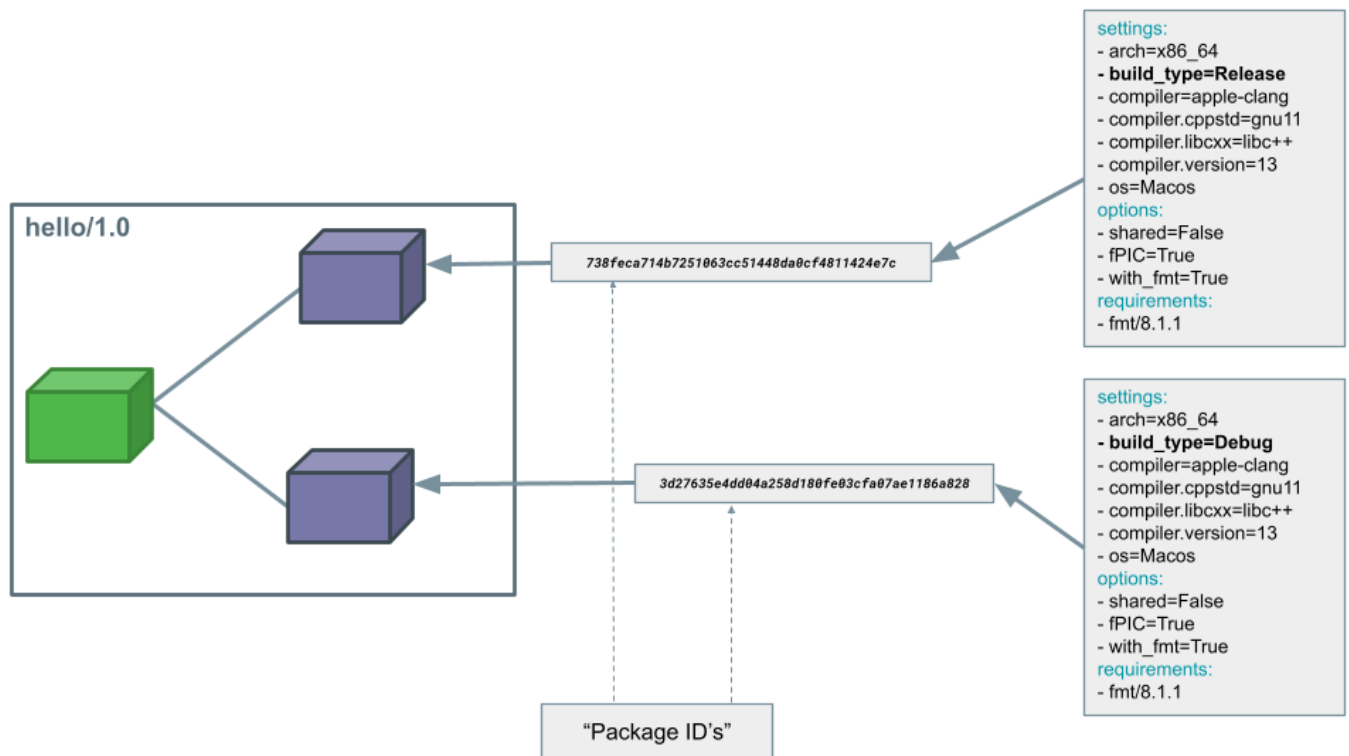 settings:
- arch=x86_64
- build_type=Release
- compiler=apple-clang
- compiler.cppstd=gnu11
- compiler.libcxx=libc++
- compiler.version=13
- os=Macos
options:
- shared=False
- fPIC=True
- with_fmt=True
requirements:
- fmt/8.1.1
hello/1.0
738feca714b7251063cc51448da0cf4811424e7c
3d27635e4dd04a258d180fe03cfa07ae1186a828
settings:
- arch=x86_64
- build_type=Debug
- compiler=apple-clang
- compiler.cppstd=gnu11
- compiler.libcxx=libc++
- compiler.version=13
- os=Macos
options:
- shared=False
- fPIC=True
- with_fmt=True
requirements:
- fmt/8.1.1
“Package ID’s”